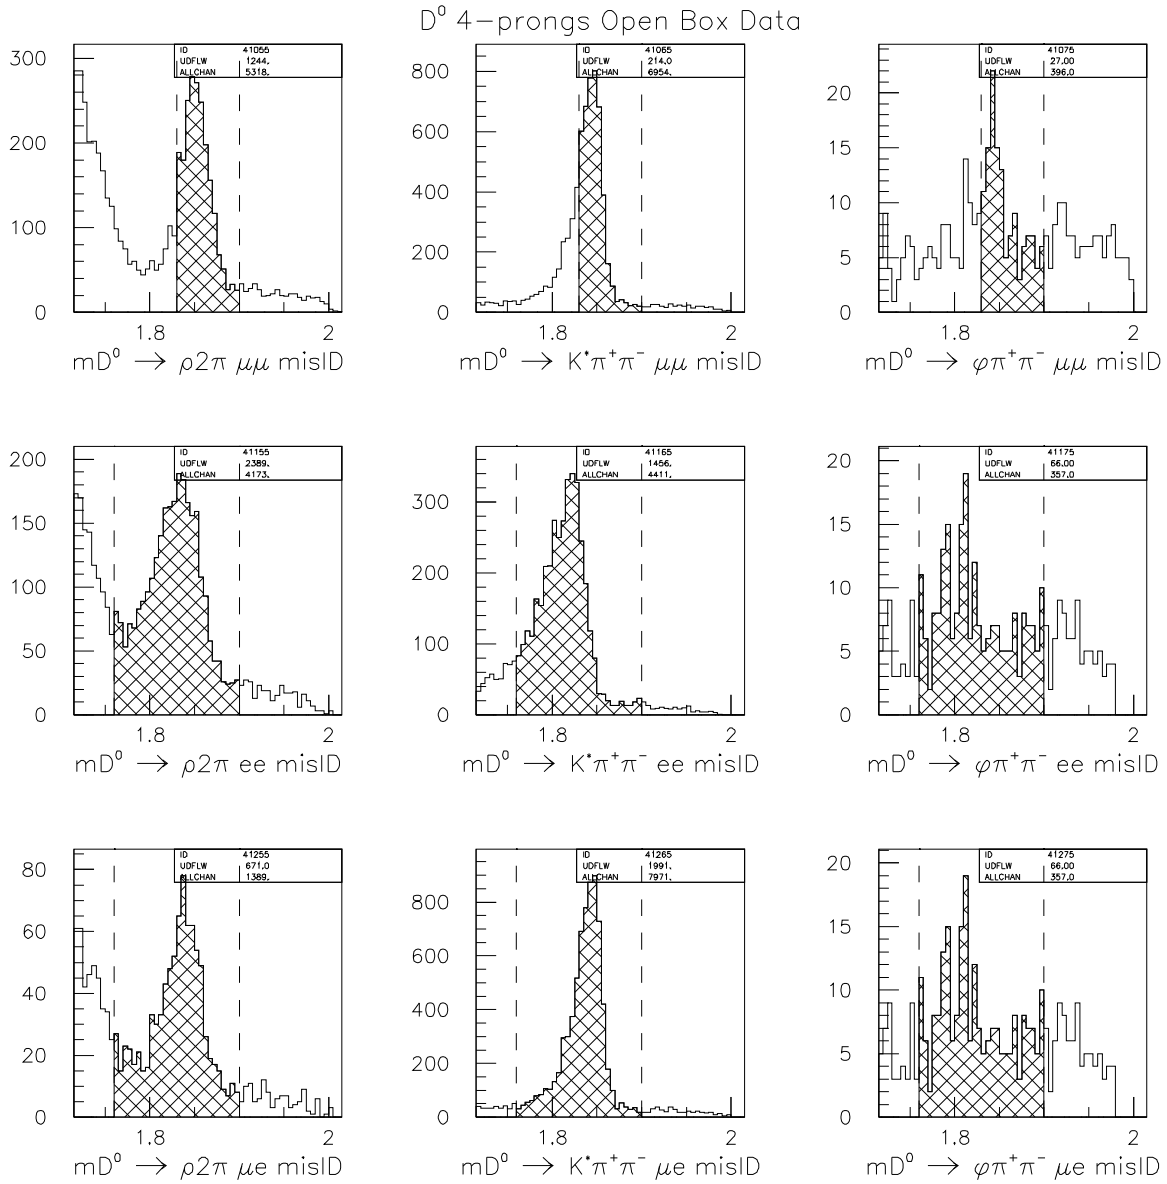 D⁰ 4−prongs Open Box Data
ID 41055
UDFLW 1244.
ALLCHAN 5318.
300
200
100
0
1.8 2
mD⁰ → ρ2π μμ misID
ID 41065
UDFLW 214.0
ALLCHAN 6954.
800
600
400
200
0
1.8 2
mD⁰ → K*π⁺π⁻ μμ misID
ID 41075
UDFLW 27.00
ALLCHAN 396.0
20
15
10
5
0
1.8 2
mD⁰ → φπ⁺π⁻ μμ misID
ID 41155
UDFLW 2389.
ALLCHAN 4173.
200
150
100
50
0
1.8 2
mD⁰ → ρ2π ee misID
ID 41165
UDFLW 1456.
ALLCHAN 4411.
300
200
100
0
1.8 2
mD⁰ → K*π⁺π⁻ ee misID
ID 41175
UDFLW 66.00
ALLCHAN 357.0
20
15
10
5
0
1.8 2
mD⁰ → φπ⁺π⁻ ee misID
ID 41255
UDFLW 671.0
ALLCHAN 1389.
80
60
40
20
0
1.8 2
mD⁰ → ρ2π μe misID
ID 41265
UDFLW 1991.
ALLCHAN 7971.
800
600
400
200
0
1.8 2
mD⁰ → K*π⁺π⁻ μe misID
ID 41275
UDFLW 66.00
ALLCHAN 357.0
20
15
10
5
0
1.8 2
mD⁰ → φπ⁺π⁻ μe misID